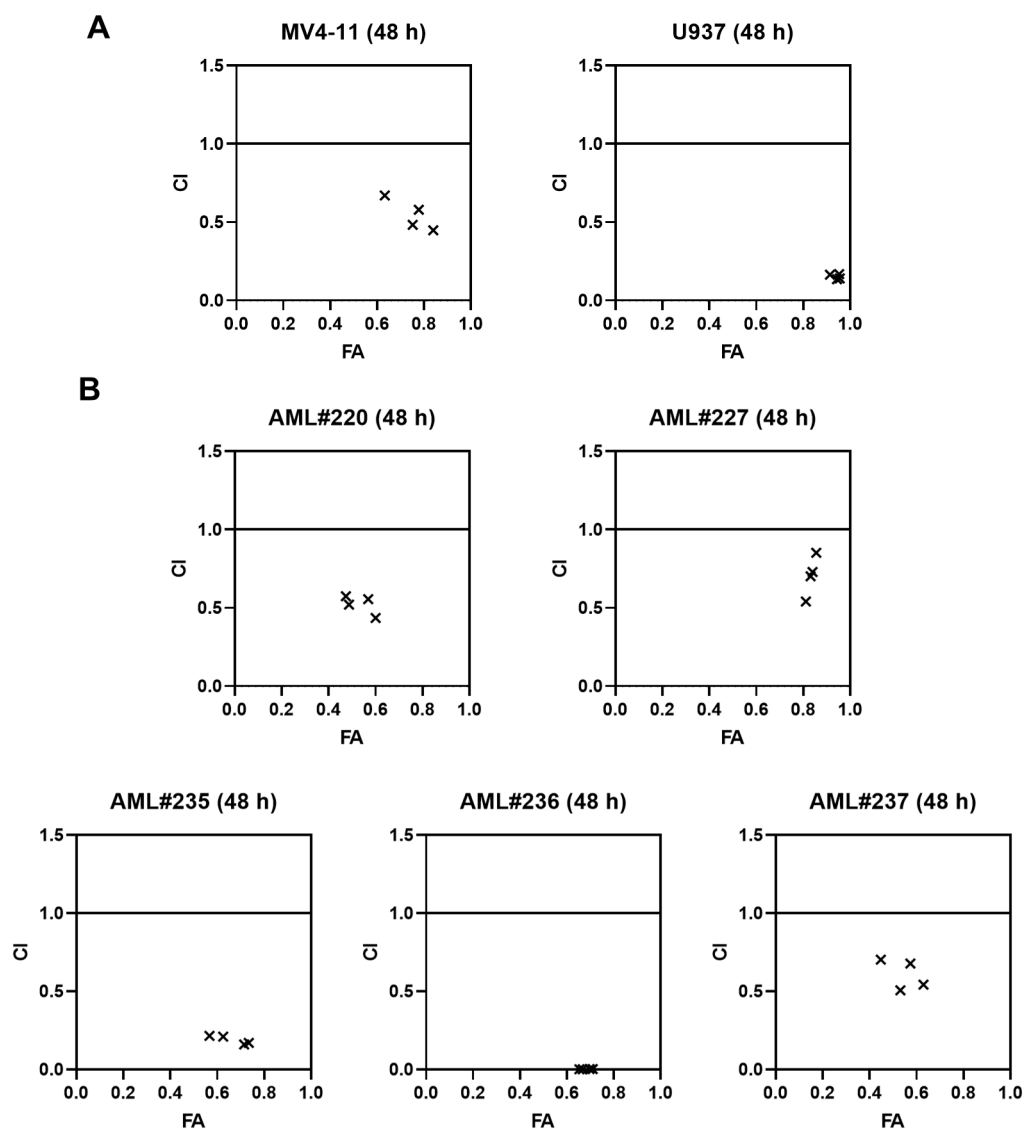 A
MV4-11 (48 h)
U937 (48 h)
1.5
1.0
CI
0.5
0.0
0.0 0.2 0.4 0.6 0.8 1.0
FA
1.5
1.0
CI
0.5
0.0
0.0 0.2 0.4 0.6 0.8 1.0
FA
B
AML#220 (48 h)
AML#227 (48 h)
1.5
1.0
CI
0.5
0.0
0.0 0.2 0.4 0.6 0.8 1.0
FA
1.5
1.0
CI
0.5
0.0
0.0 0.2 0.4 0.6 0.8 1.0
FA
AML#235 (48 h)
AML#236 (48 h)
AML#237 (48 h)
1.5
1.0
CI
0.5
0.0
0.0 0.2 0.4 0.6 0.8 1.0
FA
1.5
1.0
CI
0.5
0.0
0.0 0.2 0.4 0.6 0.8 1.0
FA
1.5
1.0
CI
0.5
0.0
0.0 0.2 0.4 0.6 0.8 1.0
FA